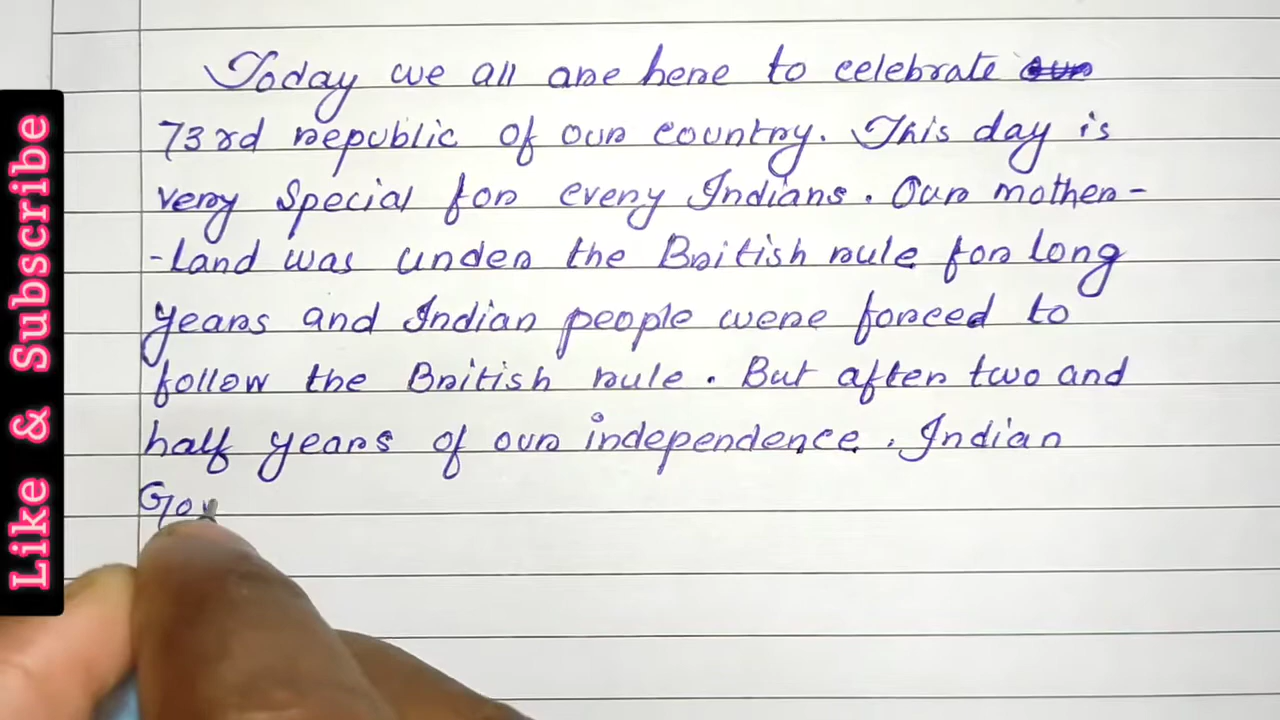 Today we all are here to celebrate
73rd republic of our country. This day is
very Special for every Indians. Our mother-
-Land was under the British rule for Long
years and Indian people were forced to
follow the British rule. But after two and
half years of our independence. Indian
Gov
Like & Subscribe